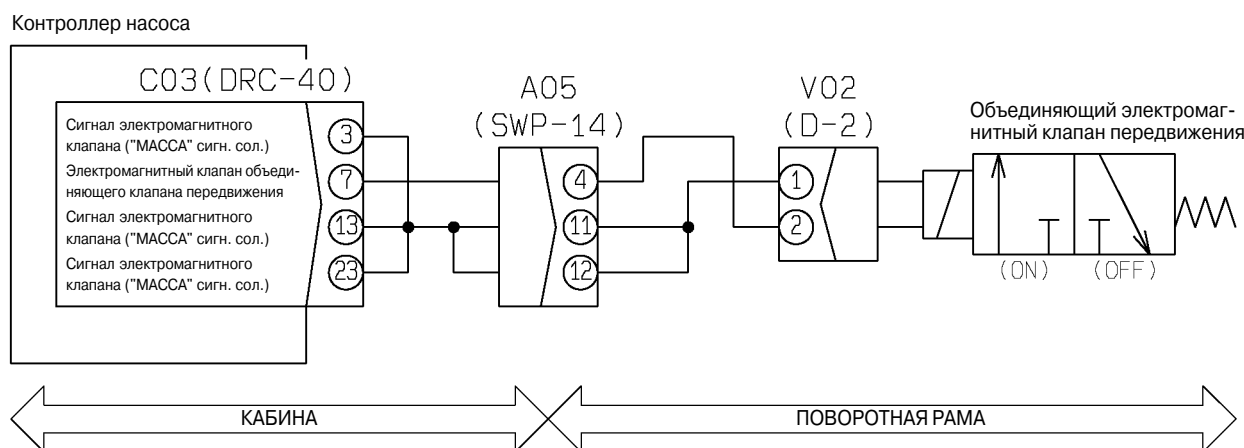 Контроллер насоса
C03(DRC-40)
Сигнал электромагнитного
клапана ("МАССА" сигн. сол.)
Электромагнитный клапан объеди-
няющего клапана передвижения
Сигнал электромагнитного
клапана ("МАССА" сигн. сол.)
Сигнал электромагнитного
клапана ("МАССА" сигн. сол.)
3
7
13
23
A05
(SWP-14)
4
11
12
V02
(D-2)
1
2
Объединяющий электромаг-
нитный клапан передвижения
(ON) (OFF)
КАБИНА
ПОВОРОТНАЯ РАМА